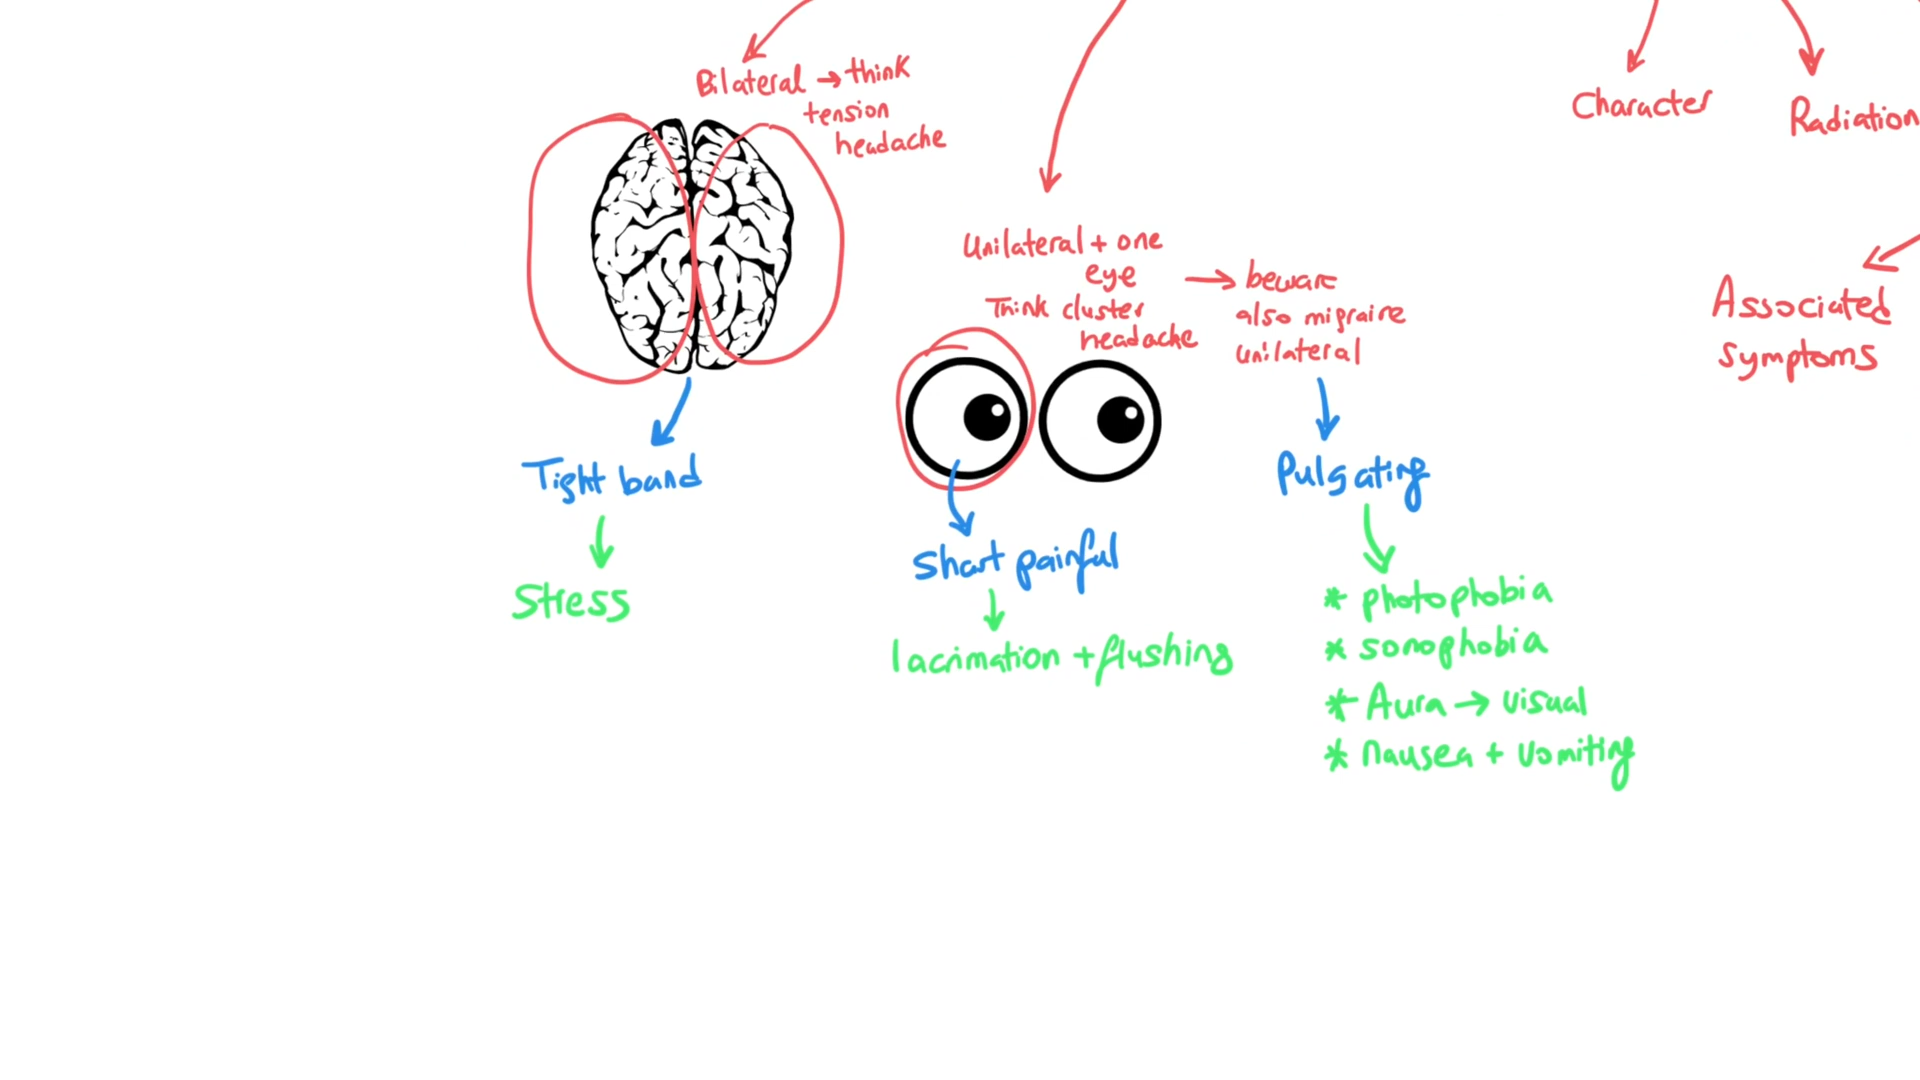 Bilateral → think
tension
headache
Unilateral + one
eye
Think cluster
headache
→ beware
also migraine
unilateral
Character
Radiation
Associated
symptoms
Tight band
Stress
Short painful
lacrimation + flushing
Pulsating
* photophobia
* sonophobia
* Aura → visual
* nausea + vomiting